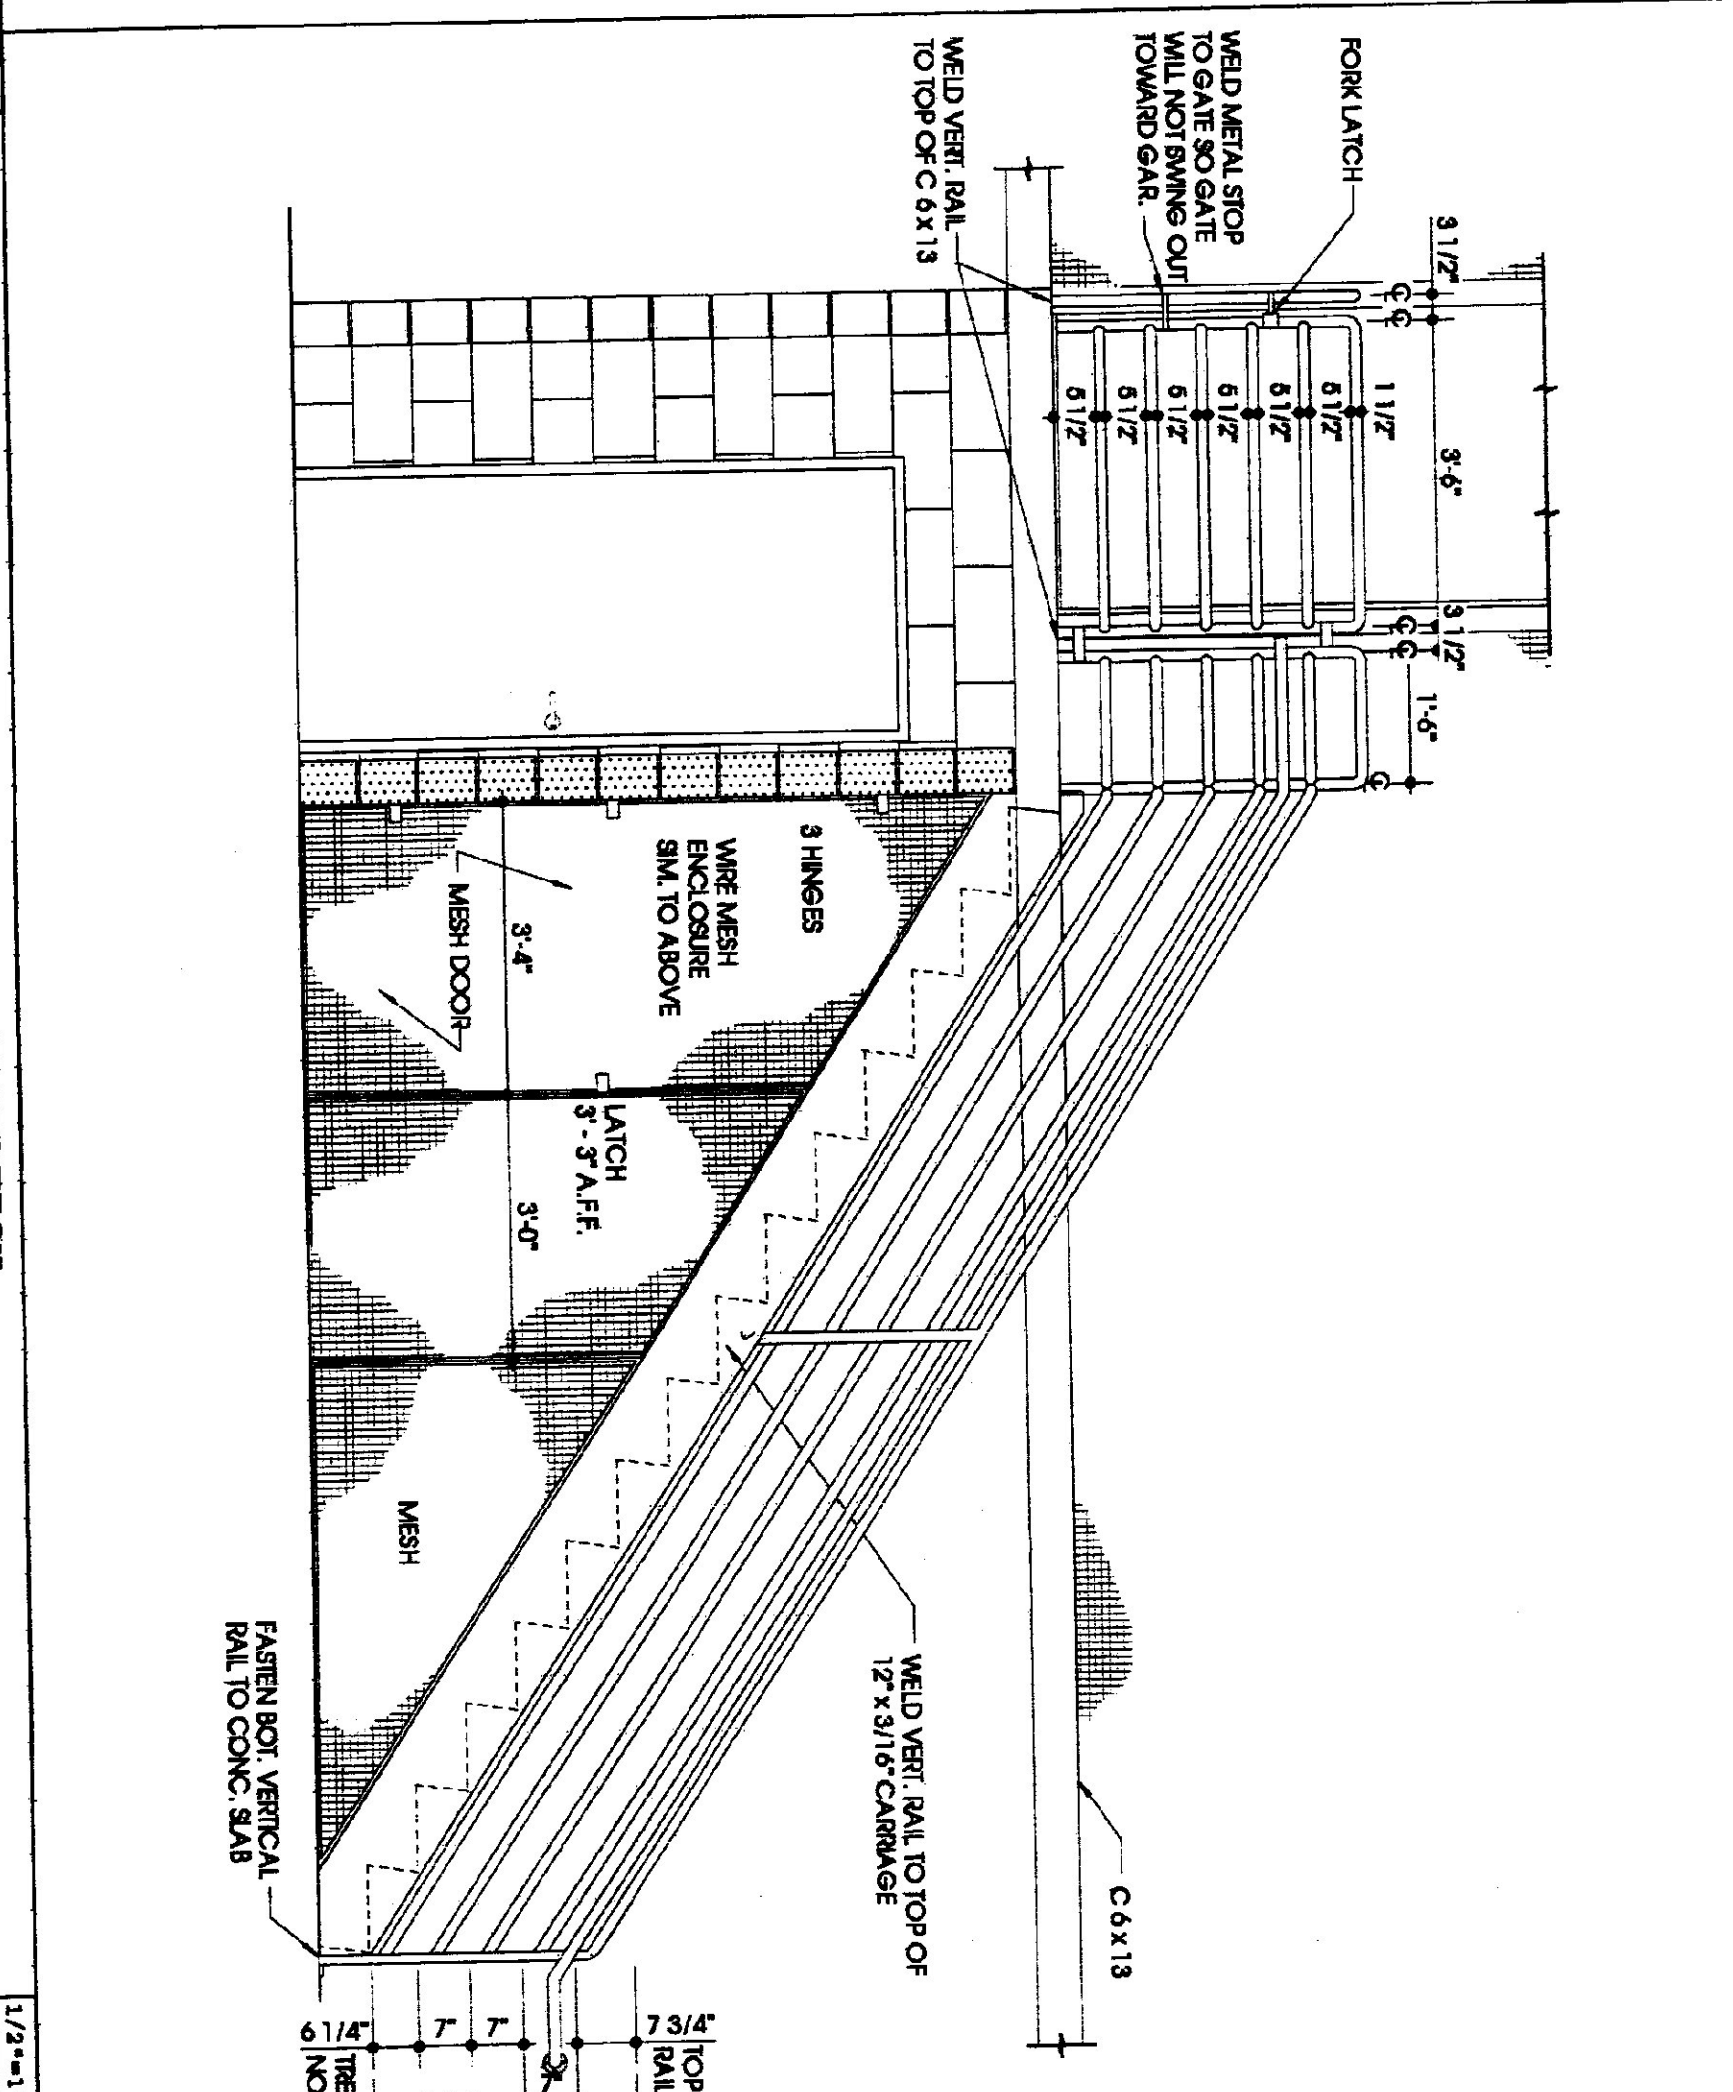 FORK LATCH
WELD METAL STOP
TO GATE SO GATE
WILL NOT SWING OUT
TOWARD GAR.
WELD VERT. RAIL
TO TOP OF C 6 x 13
3 1/2"
3'-6"
3 1/2"
1'-6"
1 1/2"
5 1/2"
5 1/2"
5 1/2"
5 1/2"
5 1/2"
5 1/2"
3 HINGES
WIRE MESH
ENCLOSURE
SIM. TO ABOVE
MESH DOOR
3'-4"
LATCH
3' - 3" A.F.F.
3'-0"
MESH
WELD VERT. RAIL TO TOP OF
12" x 3/16" CARRIAGE
C 6 x 13
FASTEN BOT. VERTICAL
RAIL TO CONC. SLAB
7 3/4"
TOP
RAIL
7"
7"
6 1/4"
TRE
NO
1/2"=1